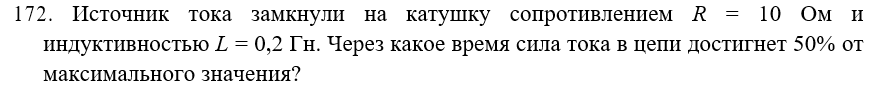 172. Источник тока замкнули на катушку сопротивлением R = 10 Ом и
индуктивностью L = 0,2 Гн. Через какое время сила тока в цепи достигнет 50% от
максимального значения?